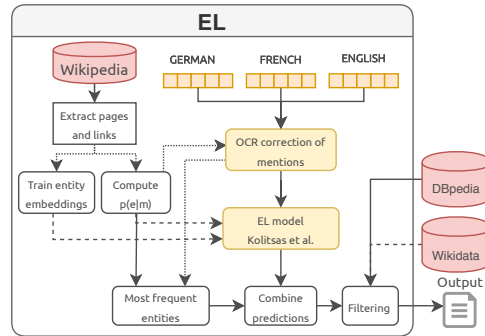 EL
GERMAN FRENCH ENGLISH
Wikipedia
Extract pages
and links
OCR correction of
mentions
Train entity
embeddings
Compute
p(e|m)
EL model
Kolitsas et al.
DBpedia
Wikidata
Output
Most frequent
entities
Combine
predictions
Filtering